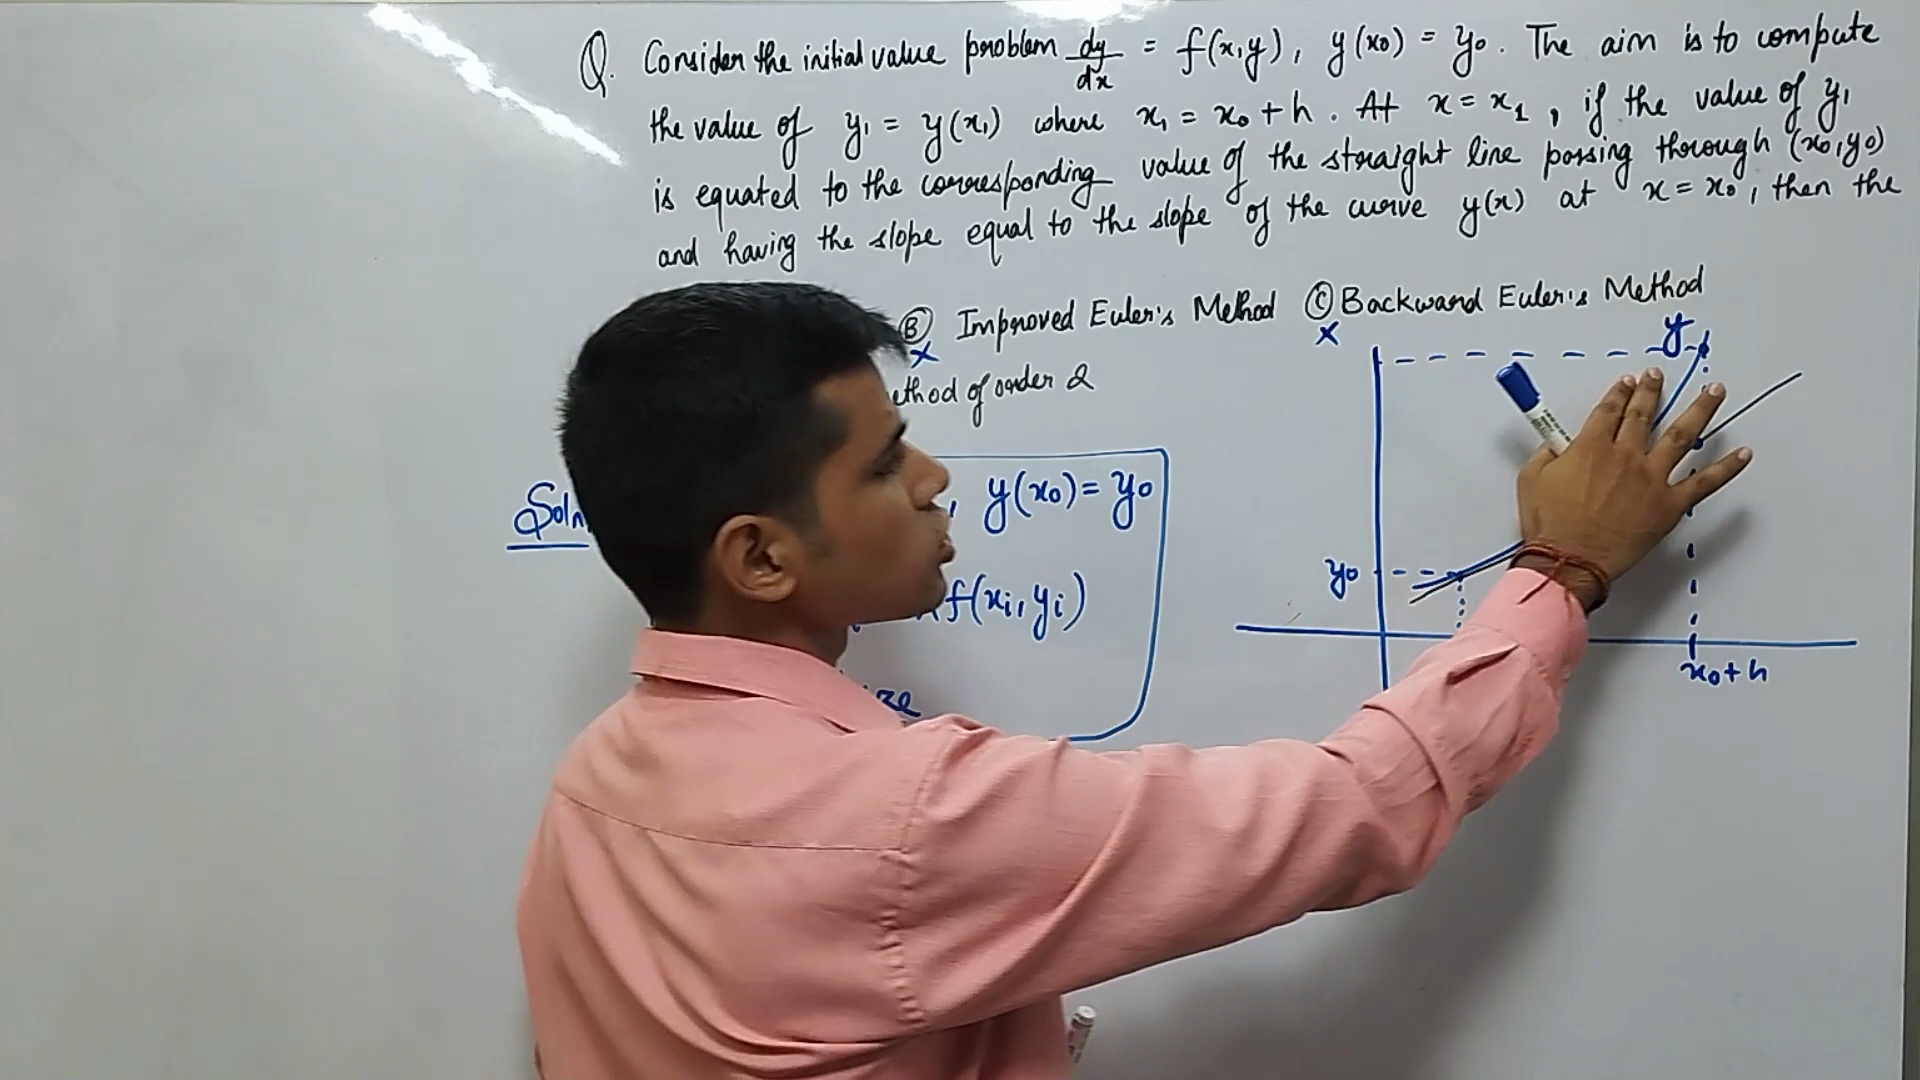 Q. Consider the initial value problem dy/dx = f(x,y), y(x₀) = y₀. The aim is to compute
the value of y₁ = y(x₁) where x₁ = x₀ + h. At x = x₁, if the value of y₁
is equated to the corresponding value of the straight line passing through (x₀,y₀)
and having the slope equal to the slope of the curve y(x) at x = x₀, then the
Ⓑ Improved Euler's Method Ⓒ Backward Euler's Method
× ×
ethod of order 2
y
Soln
, y(x₀) = y₀
y₀
f(xᵢ, yᵢ)
x₀+h
ize